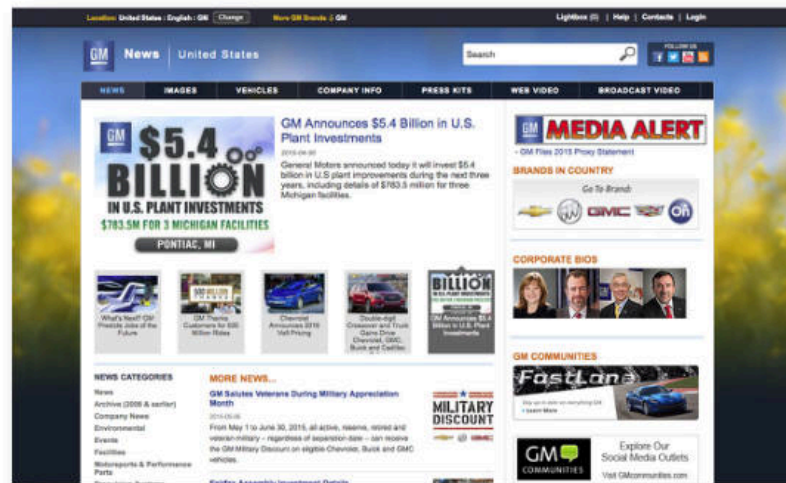 Location: United States : English : GM Change More GM Brands GM
Lightbox (0) | Help | Contacts | Login
GM News United States
Search
FOLLOW US
NEWS IMAGES VEHICLES COMPANY INFO PRESS KITS WEB VIDEO BROADCAST VIDEO
GM
$5.4
BILLION
IN U.S. PLANT INVESTMENTS
$783.5M FOR 3 MICHIGAN FACILITIES
PONTIAC, MI
GM Announces $5.4 Billion in U.S.
Plant Investments
General Motors announced today it will invest $5.4
billion in U.S plant improvements during the next three
years, including details of $783.5 million for three
Michigan facilities.
What's Next? GM
Presids Jobs of the
Future
GM Thanks
Customers for 500
Million Rides
Chevrolet
Announces 2016
Volt Pricing
Double-digit
Crossover and Truck
Gains Drive
Chevrolet, GMC,
Buick and Cadillac
BILLION
GM Announces $5.4
Billion in U.S. Plant
Investments
GM MEDIA ALERT
- GM Files 2015 Proxy Statement
BRANDS IN COUNTRY
Go To Brand:
GMC
CORPORATE BIOS
GM COMMUNITIES
FastLane
Learn More
GM
COMMUNITIES
Explore Our
Social Media Outlets
Visit GMcommunities.com
NEWS CATEGORIES
News
Archive (2008 & earlier)
Company News
Environmental
Events
Facilities
Motorsports & Performance
Parts
MORE NEWS...
GM Salutes Veterans During Military Appreciation
Month
From May 1 to June 30, 2015, all active, reserve, retired and
veteran military – regardless of separation date – can receive
the GM Military Discount on eligible Chevrolet, Buick and GMC
vehicles.
MILITARY
DISCOUNT
Fairfax Assembly Investment Details